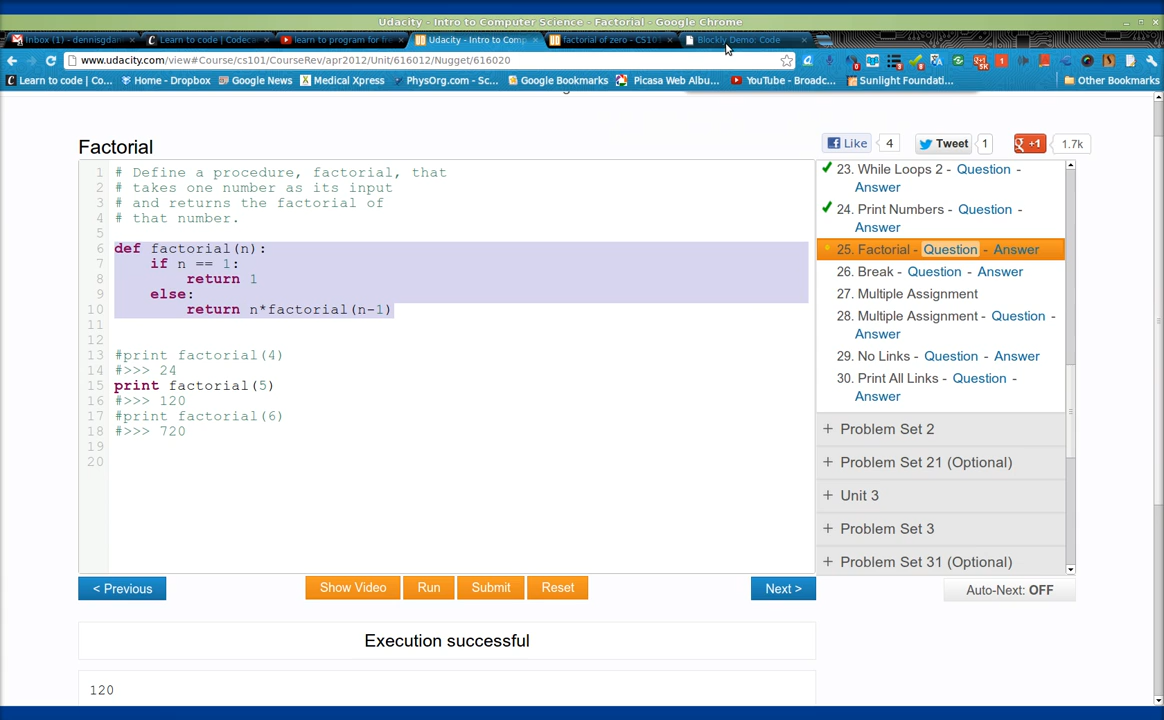 Udacity - Intro to Computer Science - Factorial - Google Chrome
Inbox (1) - dennisgda
Learn to code | Codec
learn to program for fr
Udacity - Intro to Comp
factorial of zero - CS101
Blockly Demo: Code
www.udacity.com/view#Course/cs101/CourseRev/apr2012/Unit/616012/Nugget/616020
Learn to code | Co...
Home - Dropbox
Google News
Medical Xpress
PhysOrg.com - Sc...
Google Bookmarks
Picasa Web Albu...
YouTube - Broadc...
Sunlight Foundati...
Other Bookmarks
Factorial
Like 4
Tweet 1
+1 1.7k
1 # Define a procedure, factorial, that
2 # takes one number as its input
3 # and returns the factorial of
4 # that number.
5
6 def factorial(n):
7 if n == 1:
8 return 1
9 else:
10 return n*factorial(n-1)
11
12
13 #print factorial(4)
14 #>>> 24
15 print factorial(5)
16 #>>> 120
17 #print factorial(6)
18 #>>> 720
19
20
23. While Loops 2 - Question -
Answer
24. Print Numbers - Question -
Answer
25. Factorial - Question - Answer
26. Break - Question - Answer
27. Multiple Assignment
28. Multiple Assignment - Question -
Answer
29. No Links - Question - Answer
30. Print All Links - Question -
Answer
+ Problem Set 2
+ Problem Set 21 (Optional)
+ Unit 3
+ Problem Set 3
+ Problem Set 31 (Optional)
< Previous
Show Video
Run
Submit
Reset
Next >
Auto-Next: OFF
Execution successful
120